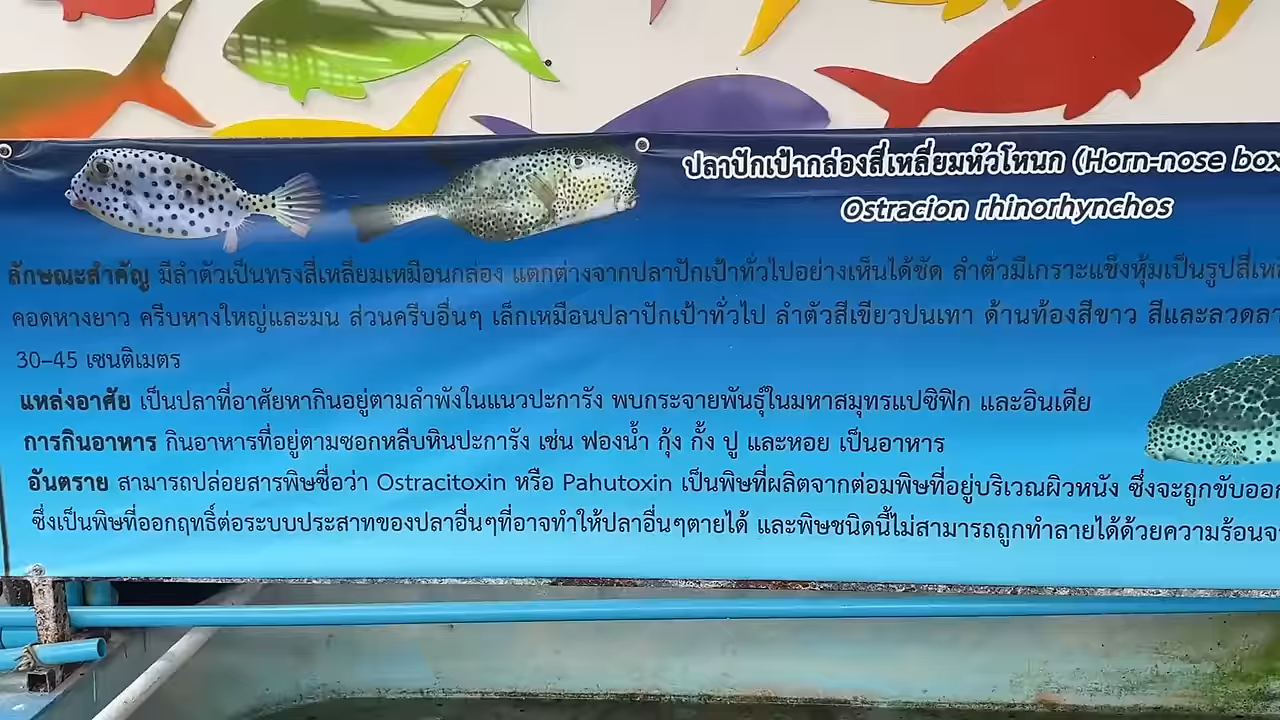 ปลาปักเป้ากล่องสี่เหลี่ยมหัวโหนก (Horn-nose box
Ostracion rhinorhynchos
ลักษณะสำคัญ มีลำตัวเป็นทรงสี่เหลี่ยมเหมือนกล่อง แตกต่างจากปลาปักเป้าทั่วไปอย่างเห็นได้ชัด ลำตัวมีเกราะแข็งหุ้มเป็นรูป
คอดหางยาว ครีบหางใหญ่และมน ส่วนครีบอื่นๆ เล็กเหมือนปลาปักเป้าทั่วไป ลำตัวสีเขียวปนเทา ด้านท้องสีขาว
30–45 เซนติเมตร
แหล่งอาศัย เป็นปลาที่อาศัยหากินอยู่ตามลำพังในแนวปะการัง พบกระจายพันธุ์ในมหาสมุทรแปซิฟิก และอินเดีย
การกินอาหาร กินอาหารที่อยู่ตามซอกหลืบหินปะการัง เช่น ฟองน้ำ กุ้ง กั้ง ปู และหอย เป็นอาหาร
อันตราย สามารถปล่อยสารพิษชื่อว่า Ostracitoxin หรือ Pahutoxin เป็นพิษที่ผลิตจากต่อมพิษที่อยู่บริเวณผิวหนัง ซึ่งจะถูกขับออก
ซึ่งเป็นพิษที่ออกฤทธิ์ต่อระบบประสาทของปลาอื่นๆที่อาจทำให้ปลาอื่นๆตายได้ และพิษชนิดนี้ไม่สามารถถูกทำลายได้ด้วยความร้อน